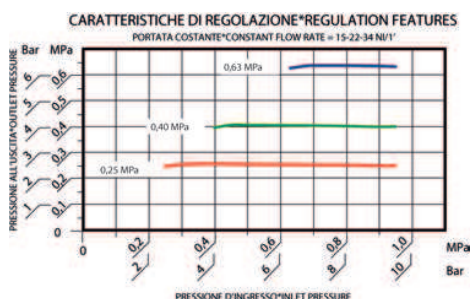 CARATTERISTICHE DI REGOLAZIONE*REGULATION FEATURES
PORTATA COSTANTE*CONSTANT FLOW RATE = 15-22-34 NI/1'
Bar MPa
PRESSIONE ALL'USCITA*OUTLET PRESSURE
6 0,6
5 0,5
4 0,4
3 0,3
2 0,2
1 0,1
0
0,63 MPa
0,40 MPa
0,25 MPa
0 0,2 0,4 0,6 0,8 1,0 MPa
2 4 6 8 10 Bar
PRESSIONE D'INGRESSO*INLET PRESSURE